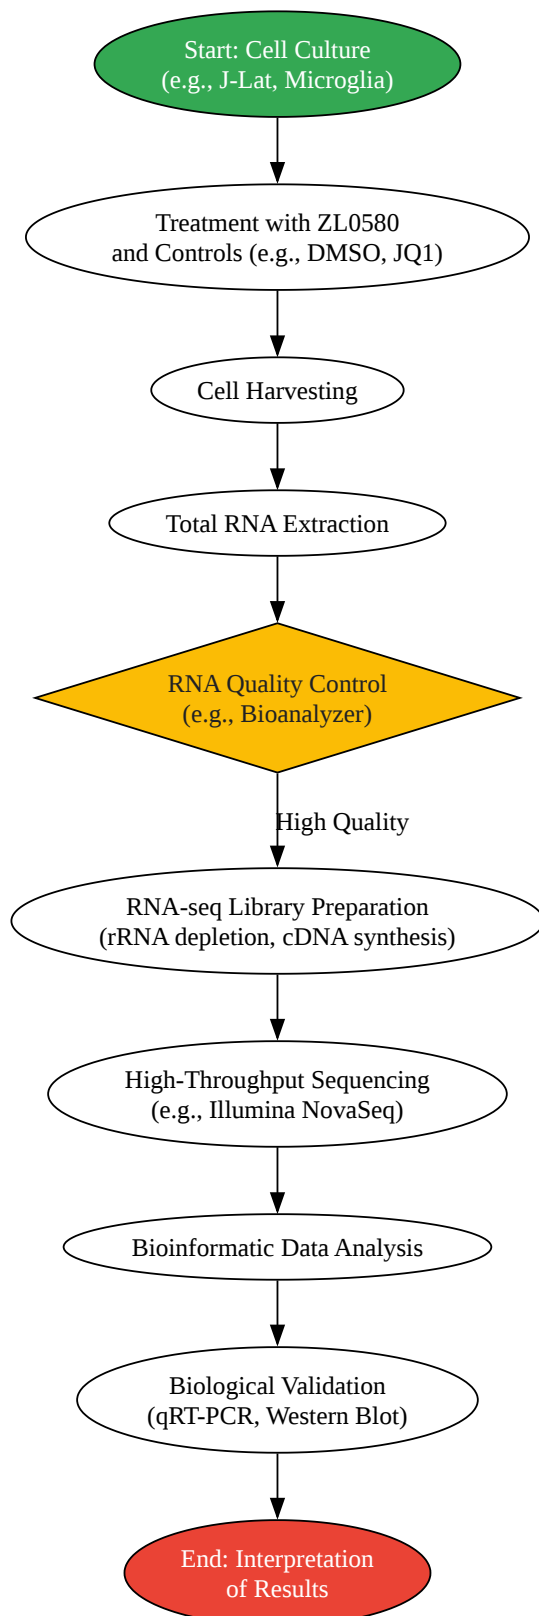 Start: Cell Culture
(e.g., J-Lat, Microglia)
Treatment with ZL0580
and Controls (e.g., DMSO, JQ1)
Cell Harvesting
Total RNA Extraction
RNA Quality Control
(e.g., Bioanalyzer)
High Quality
RNA-seq Library Preparation
(rRNA depletion, cDNA synthesis)
High-Throughput Sequencing
(e.g., Illumina NovaSeq)
Bioinformatic Data Analysis
Biological Validation
(qRT-PCR, Western Blot)
End: Interpretation
of Results